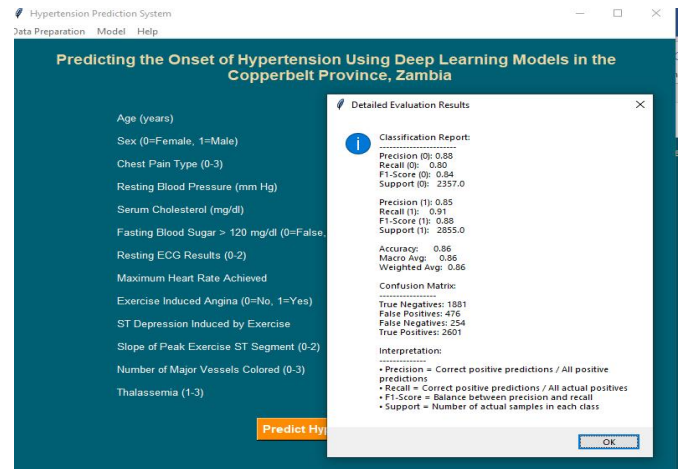 Hypertension Prediction System
Data Preparation Model Help
Predicting the Onset of Hypertension Using Deep Learning Models in the
Copperbelt Province, Zambia
Age (years)
Sex (0=Female, 1=Male)
Chest Pain Type (0-3)
Resting Blood Pressure (mm Hg)
Serum Cholesterol (mg/dl)
Fasting Blood Sugar > 120 mg/dl (0=False,
Resting ECG Results (0-2)
Maximum Heart Rate Achieved
Exercise Induced Angina (0=No, 1=Yes)
ST Depression Induced by Exercise
Slope of Peak Exercise ST Segment (0-2)
Number of Major Vessels Colored (0-3)
Thalassemia (1-3)
Predict Hyp
Detailed Evaluation Results
Classification Report:
-----------------------
Precision (0): 0.88
Recall (0): 0.80
F1-Score (0): 0.84
Support (0): 2357.0
Precision (1): 0.85
Recall (1): 0.91
F1-Score (1): 0.88
Support (1): 2855.0
Accuracy: 0.86
Macro Avg: 0.86
Weighted Avg: 0.86
Confusion Matrix:
-----------------
True Negatives: 1881
False Positives: 476
False Negatives: 254
True Positives: 2601
Interpretation:
--------------
• Precision = Correct positive predictions / All positive
predictions
• Recall = Correct positive predictions / All actual positives
• F1-Score = Balance between precision and recall
• Support = Number of actual samples in each class
OK